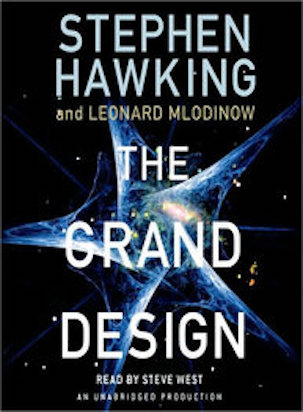 STEPHEN
HAWKING
and LEONARD MLODINOW
THE
GRAND
DESIGN
READ BY STEVE WEST
AN UNABRIDGED PRODUCTION